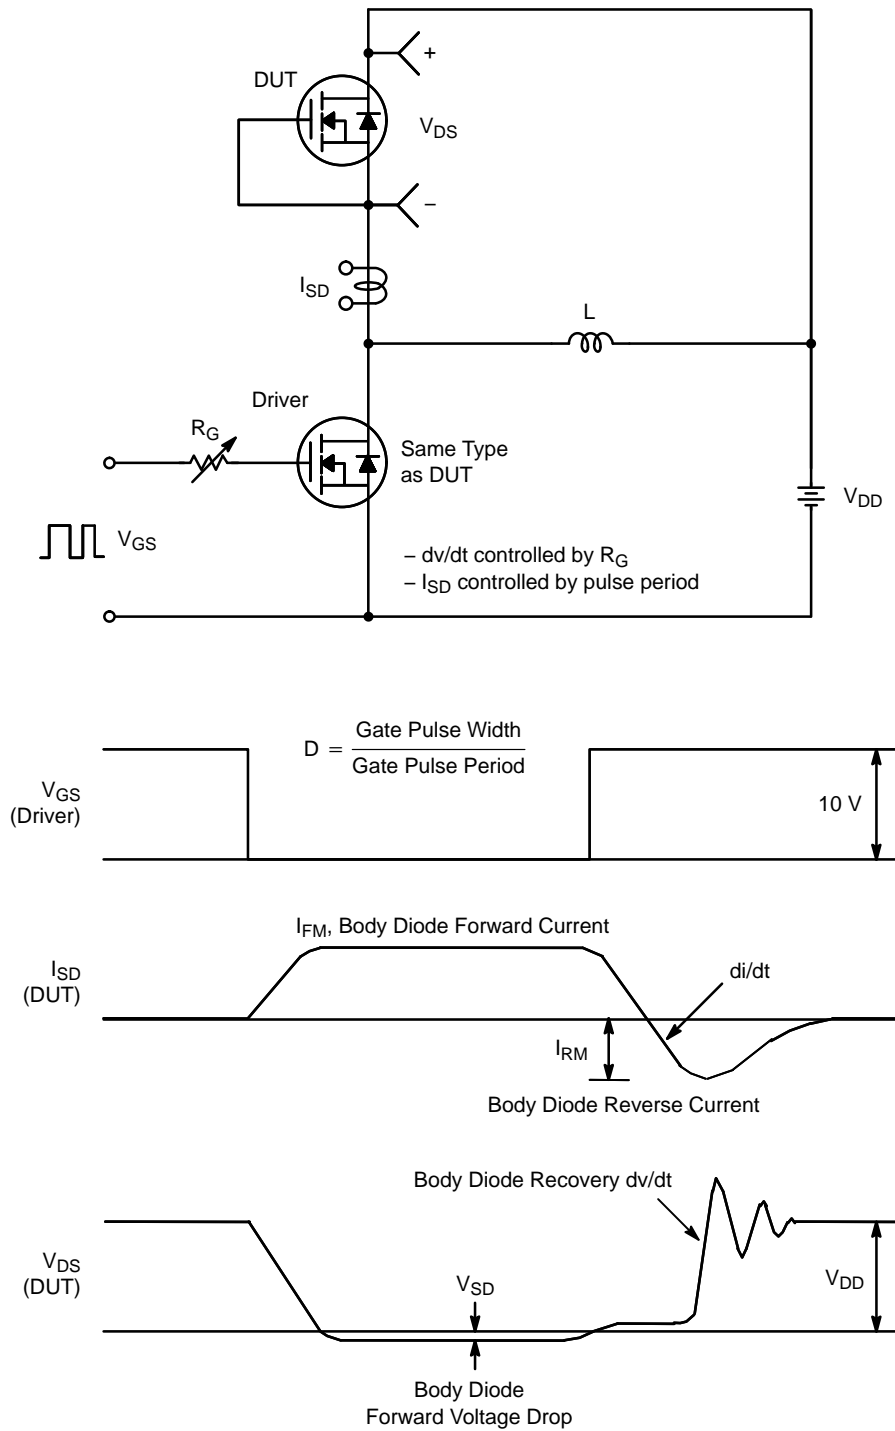 +
DUT
V_DS
–
I_SD
L
Driver
R_G
Same Type
as DUT
V_GS
V_DD
– dv/dt controlled by R_G
– I_SD controlled by pulse period
D = Gate Pulse Width
Gate Pulse Period
V_GS
(Driver)
10 V
I_FM, Body Diode Forward Current
I_SD
(DUT)
di/dt
I_RM
Body Diode Reverse Current
Body Diode Recovery dv/dt
V_DS
(DUT)
V_SD
V_DD
Body Diode
Forward Voltage Drop